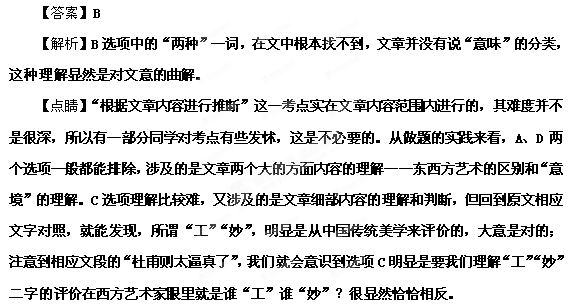 【答案】B
【解析】B 选项中的“两种”一词，在文中根本找不到，文章并没有说“意味”的分类，
这种理解显然是对文意的曲解。
【点睛】“根据文章内容进行推断”这一考点实在文章内容范围内进行的，其难度并不
是很深，所以有一部分同学对考点有些发怵，这是不必要的。从做题的实践来看，A、D 两
个选项一般都能排除，涉及的是文章两个大的方面内容的理解——东西方艺术的区别和“意
境”的理解。C 选项理解比较难，又涉及的是文章细部内容的理解和判断，但回到原文相应
文字对照，就能发现，所谓“工”“妙”，明显是从中国传统美学来评价的，大意是对的；
注意到相应文段的“杜甫则太逼真了”，我们就会意识到选项 C 明显是要我们理解“工”“妙”
二字的评价在西方艺术家眼里就是谁“工”谁“妙”？很显然恰恰相反。